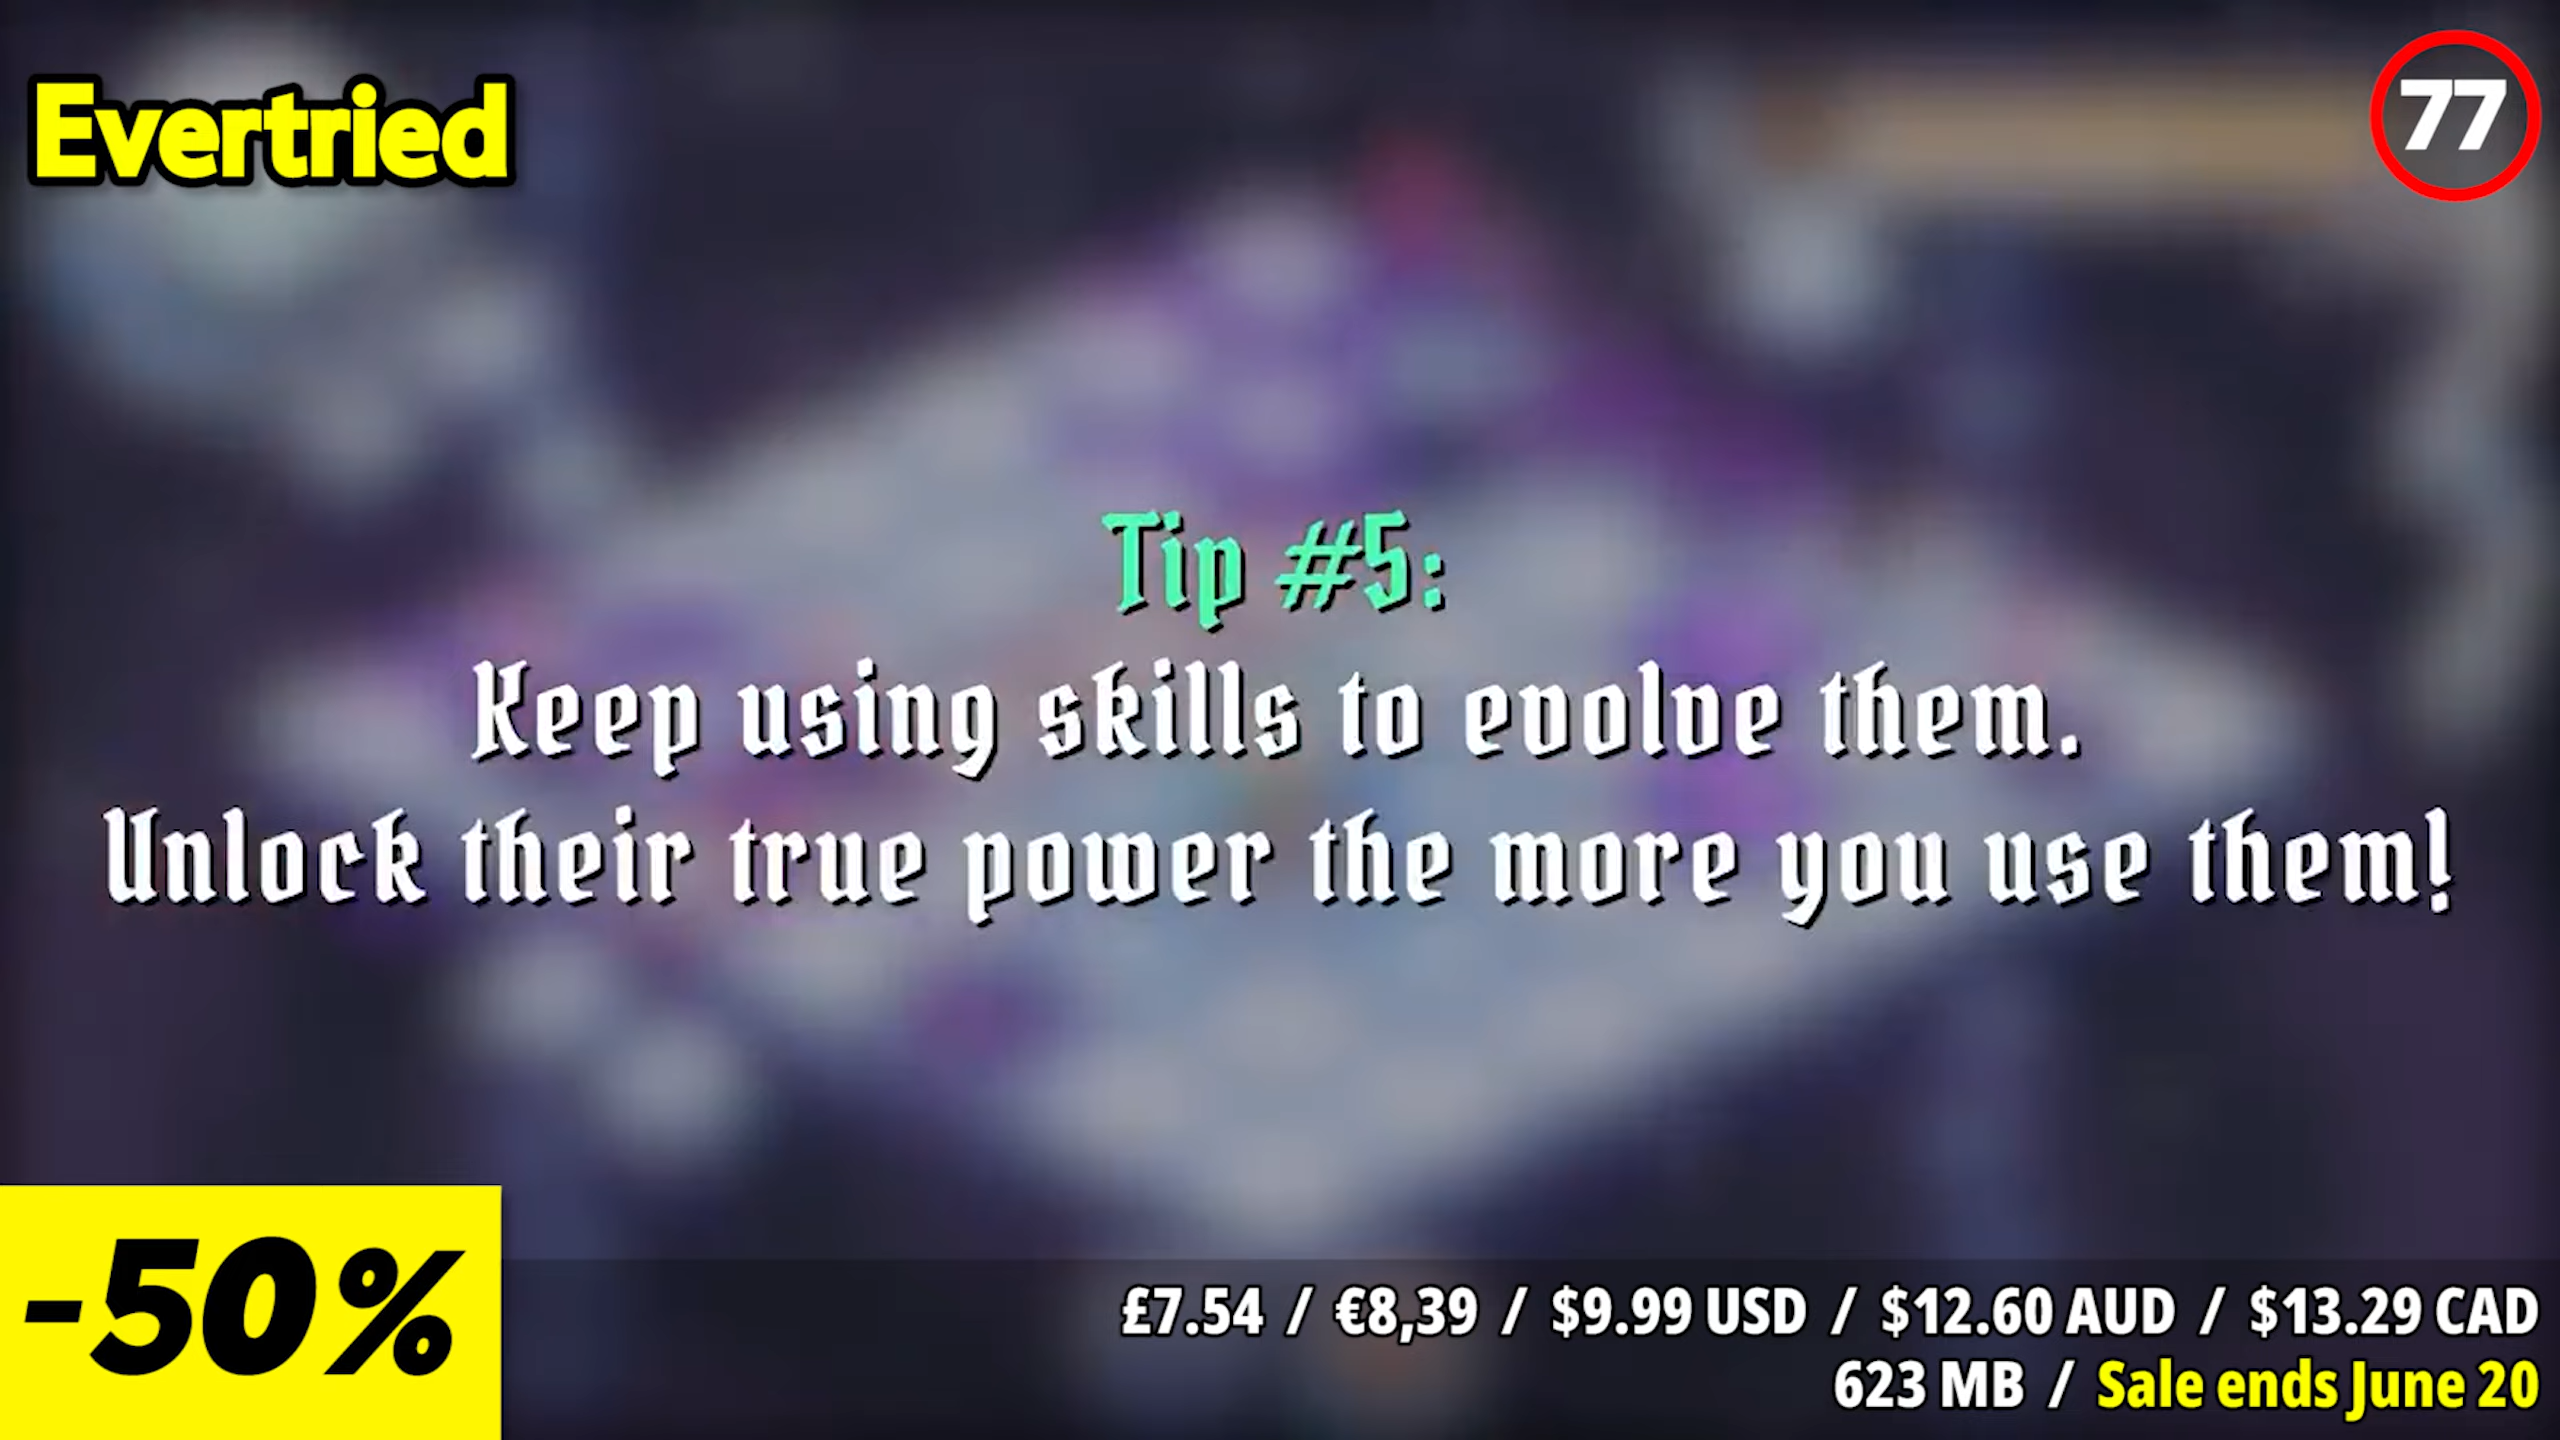 Evertried
77
Tip #5:
Keep using skills to evolve them.
Unlock their true power the more you use them!
-50%
£7.54 / €8,39 / $9.99 USD / $12.60 AUD / $13.29 CAD
623 MB / Sale ends June 20